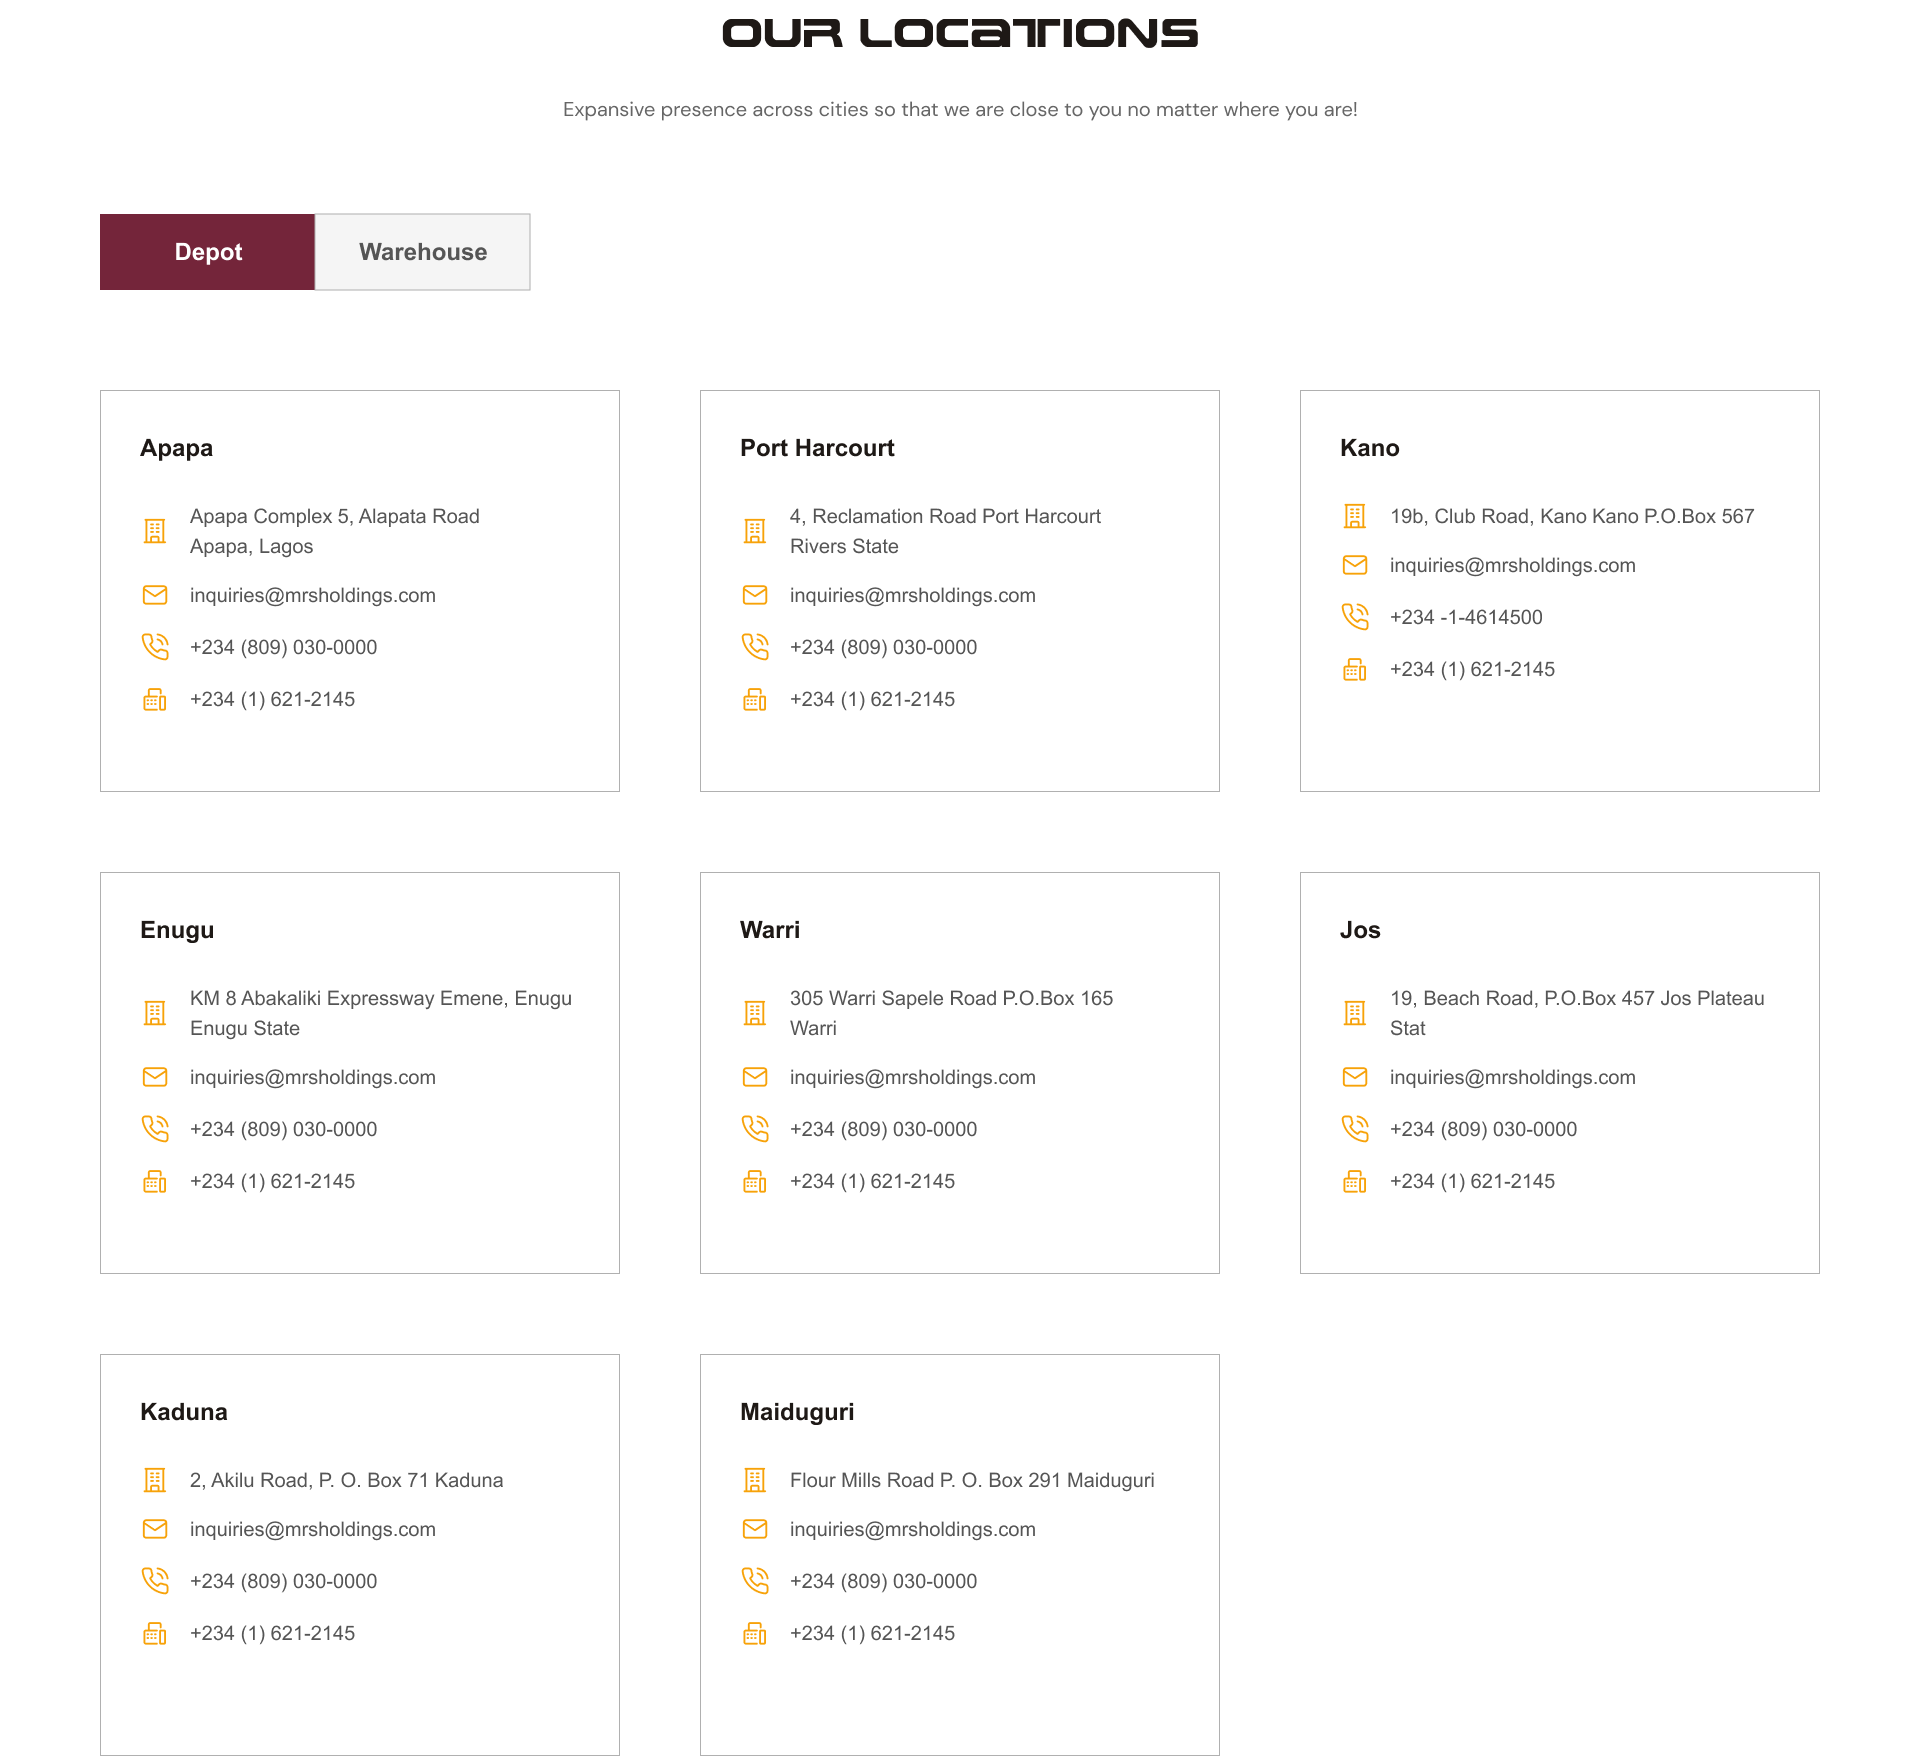 OUR LOCaTIONS
Expansive presence across cities so that we are close to you no matter where you are!
Depot
Warehouse
Apapa
Apapa Complex 5, Alapata Road
Apapa, Lagos
inquiries@mrsholdings.com
+234 (809) 030-0000
+234 (1) 621-2145
Port Harcourt
4, Reclamation Road Port Harcourt
Rivers State
inquiries@mrsholdings.com
+234 (809) 030-0000
+234 (1) 621-2145
Kano
19b, Club Road, Kano Kano P.O.Box 567
inquiries@mrsholdings.com
+234 -1-4614500
+234 (1) 621-2145
Enugu
KM 8 Abakaliki Expressway Emene, Enugu
Enugu State
inquiries@mrsholdings.com
+234 (809) 030-0000
+234 (1) 621-2145
Warri
305 Warri Sapele Road P.O.Box 165
Warri
inquiries@mrsholdings.com
+234 (809) 030-0000
+234 (1) 621-2145
Jos
19, Beach Road, P.O.Box 457 Jos Plateau
Stat
inquiries@mrsholdings.com
+234 (809) 030-0000
+234 (1) 621-2145
Kaduna
2, Akilu Road, P. O. Box 71 Kaduna
inquiries@mrsholdings.com
+234 (809) 030-0000
+234 (1) 621-2145
Maiduguri
Flour Mills Road P. O. Box 291 Maiduguri
inquiries@mrsholdings.com
+234 (809) 030-0000
+234 (1) 621-2145